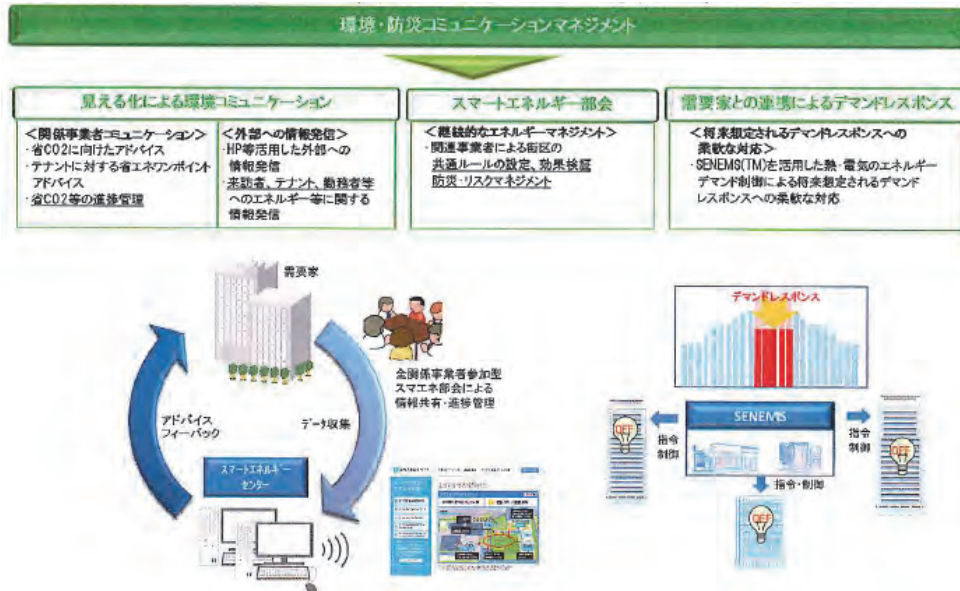 環境・防災コミュニケーションマネジメント
見える化による環境コミュニケーション
<関係事業者コミュニケーション>
・省CO2に向けたアドバイス
・テナントに対する省エネワンポイント
アドバイス
・省CO2等の進捗管理
<外部への情報発信>
・HP等活用した外部への
情報発信
・来訪者、テナント、勤務者等
へのエネルギー等に関する
情報発信
スマートエネルギー部会
<継続的なエネルギーマネジメント>
・関連事業者による街区の
共通ルールの設定、効果検証
防災・リスクマネジメント
需要家との連携によるデマンドレスポンス
<将来想定されるデマンドレスポンスへの
柔軟な対応>
・SENEMS(TM)を活用した熱・電気のエネルギー
デマンド制御による将来想定されるデマンド
レスポンスへの柔軟な対応
需要家
アドバイス
フィーバック
データ収集
スマートエネルギー
センター
全関係事業者参加型
スマエネ部会による
情報共有・進捗管理
デマンドレスポンス
SENEMS
指令
制御
指令
制御
指令・制御
OFF
OFF
OFF